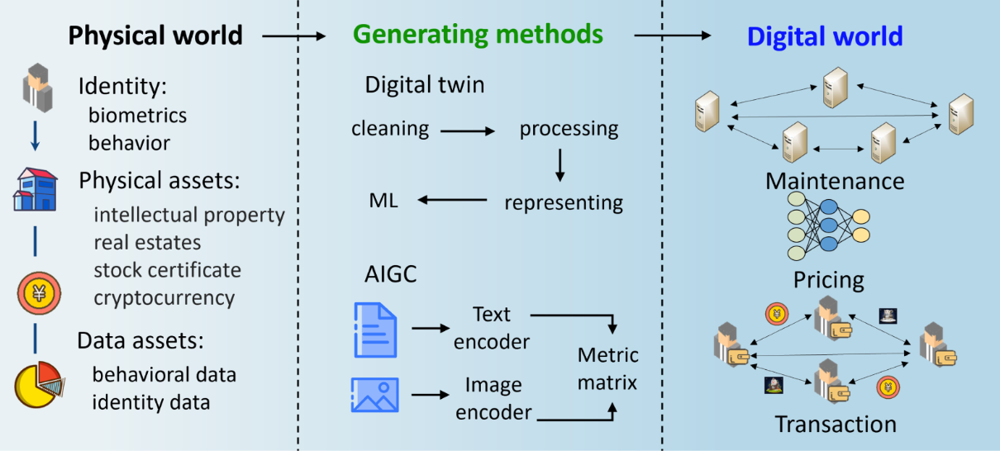 Physical world
Identity:
biometrics
behavior
Physical assets:
intellectual property
real estates
stock certificate
cryptocurrency
¥
Data assets:
behavioral data
identity data
Generating methods
Digital twin
cleaning
processing
ML
representing
AIGC
Text
encoder
Image
encoder
Metric
matrix
Digital world
Maintenance
Pricing
¥
¥
Transaction